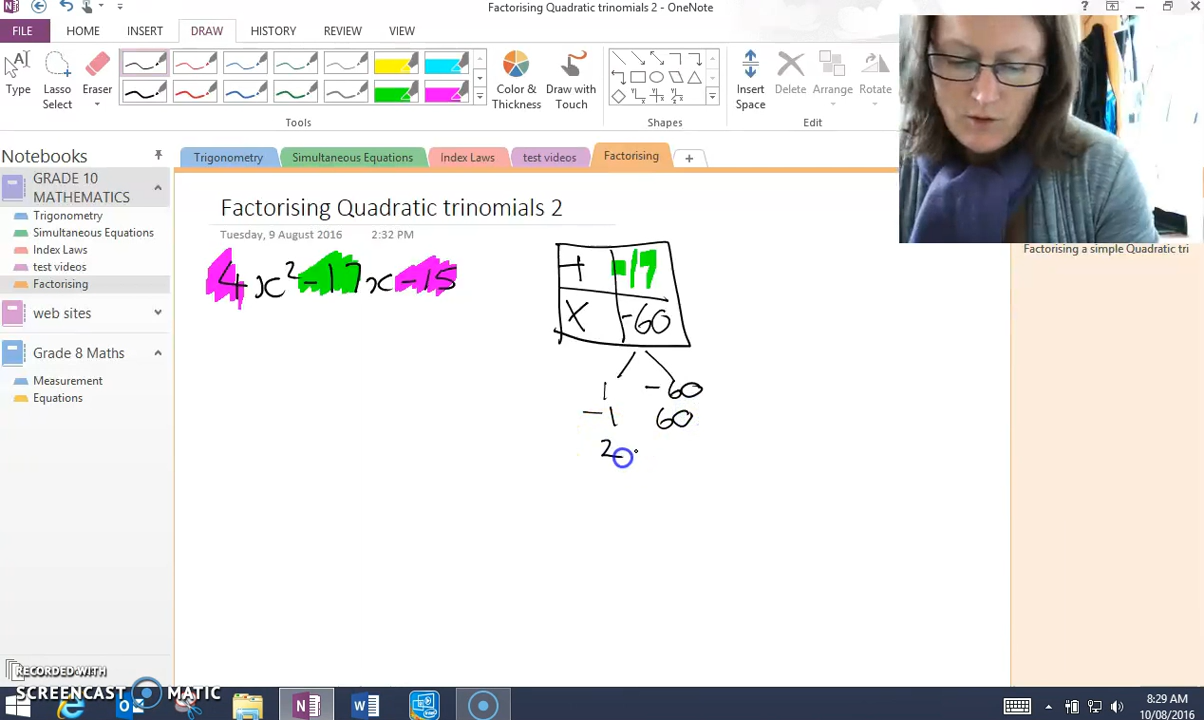 Factorising Quadratic trinomials 2 - OneNote
FILE HOME INSERT DRAW HISTORY REVIEW VIEW
Type
Lasso Select
Eraser
Color & Thickness
Draw with Touch
Insert Space
Delete
Arrange
Rotate
Tools
Shapes
Edit
Notebooks
GRADE 10 MATHEMATICS
Trigonometry
Simultaneous Equations
Index Laws
test videos
Factorising
web sites
Grade 8 Maths
Measurement
Equations
Trigonometry Simultaneous Equations Index Laws test videos Factorising +
Factorising Quadratic trinomials 2
Tuesday, 9 August 2016 2:32 PM
4x² -17x -15
+ -17
x -60
1 -60
-1 60
2
Factorising a simple Quadratic tri
RECORDED WITH
SCREENCAST MATIC
8:29 AM
10/08/2016